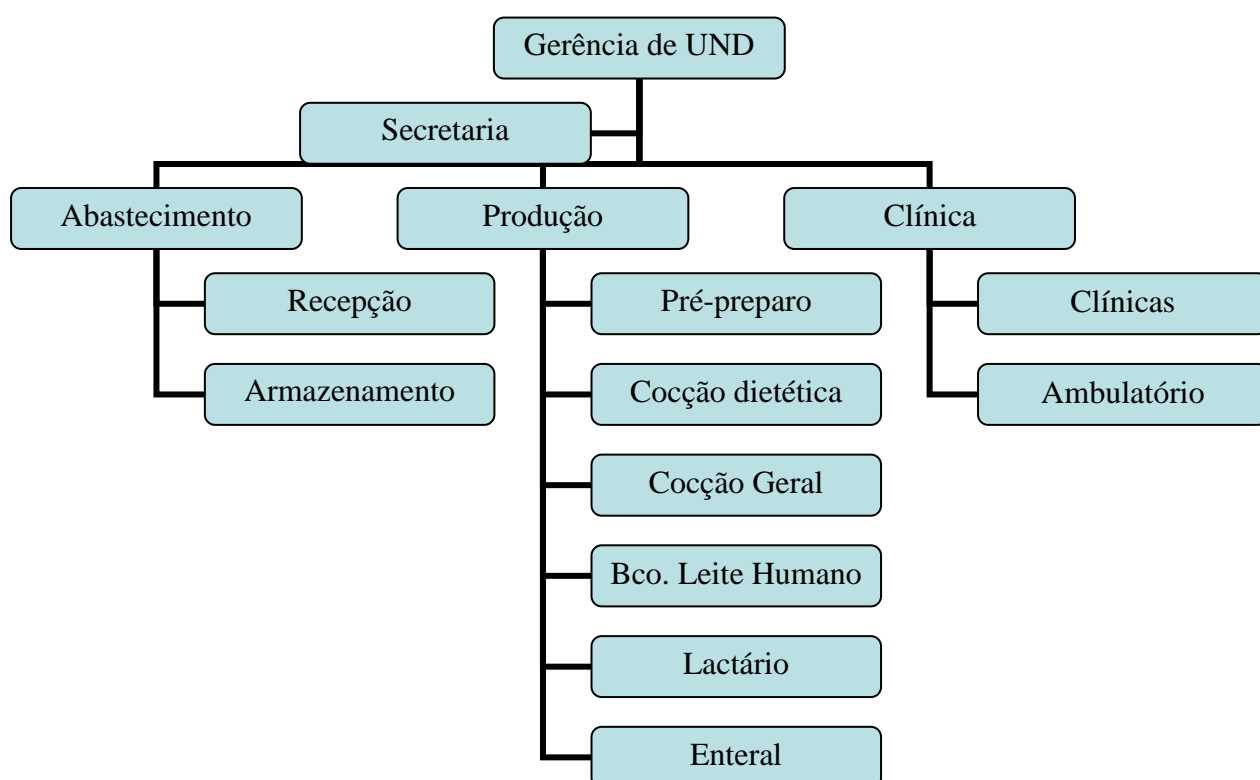 Gerência de UND
Secretaria
Abastecimento
Produção
Clínica
Recepção
Pré-preparo
Clínicas
Armazenamento
Cocção dietética
Ambulatório
Cocção Geral
Bco. Leite Humano
Lactário
Enteral